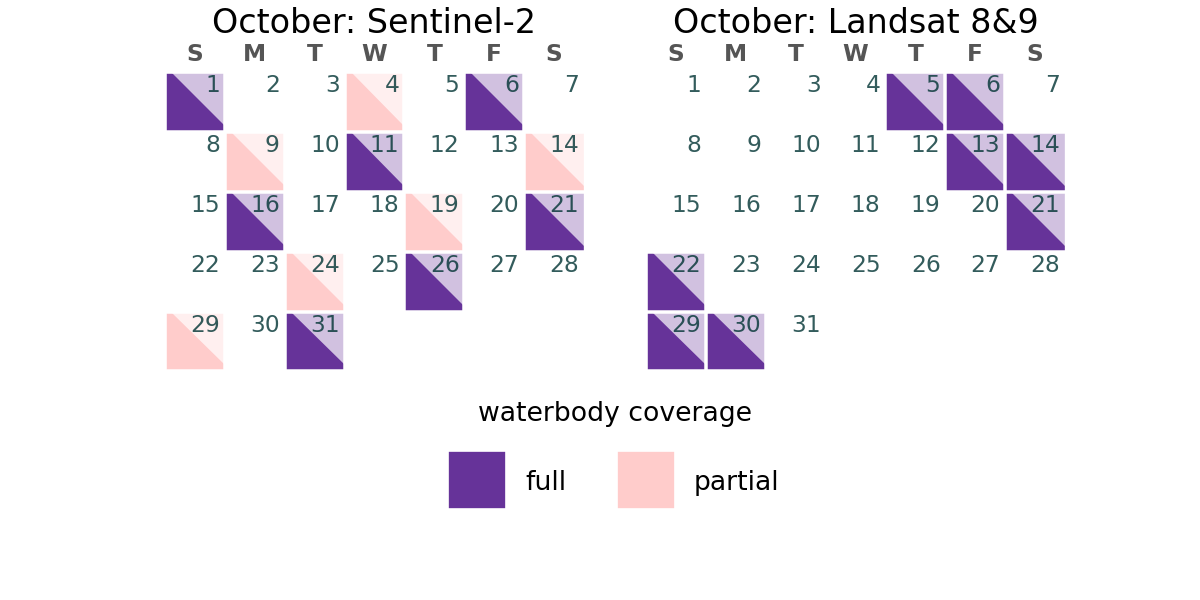 October: Sentinel-2
S M T W T F S
1 2 3 4 5 6 7
8 9 10 11 12 13 14
15 16 17 18 19 20 21
22 23 24 25 26 27 28
29 30 31
October: Landsat 8&9
S M T W T F S
1 2 3 4 5 6 7
8 9 10 11 12 13 14
15 16 17 18 19 20 21
22 23 24 25 26 27 28
29 30 31
waterbody coverage
full partial